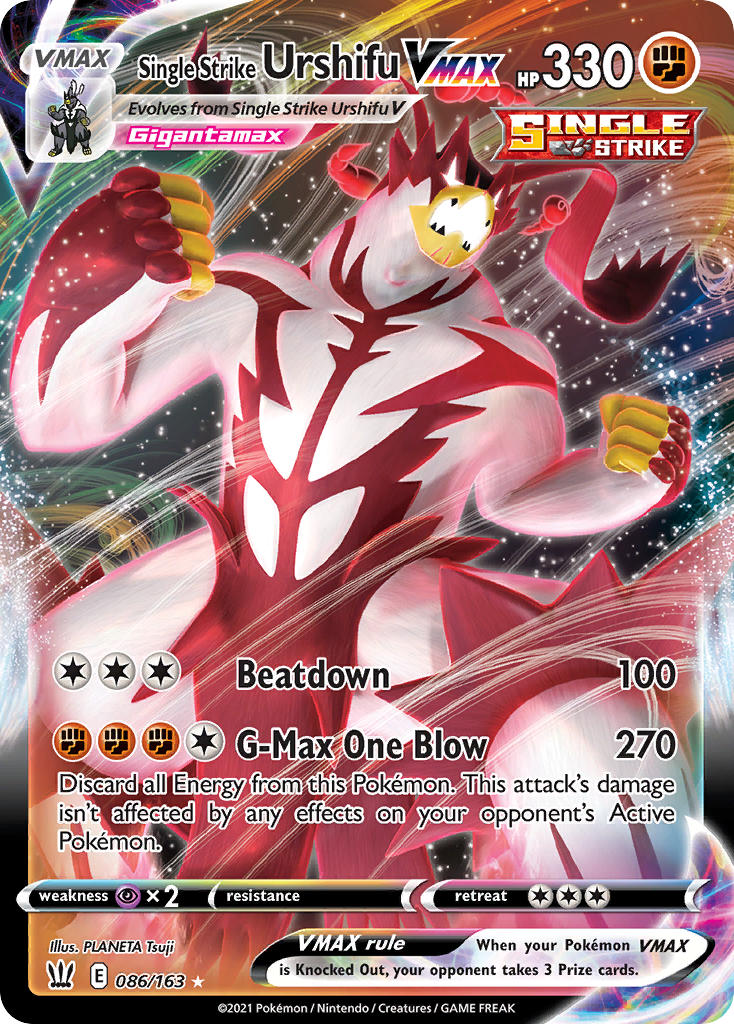 VMAX
Single Strike Urshifu VMAX HP 330
Evolves from Single Strike Urshifu V
Gigantamax
SINGLE STRIKE
Beatdown 100
G-Max One Blow 270
Discard all Energy from this Pokémon. This attack's damage
isn't affected by any effects on your opponent's Active
Pokémon.
weakness ×2 resistance retreat
Illus. PLANETA Tsuji
VMAX rule When your Pokémon VMAX
is Knocked Out, your opponent takes 3 Prize cards.
E 086/163 ★
©2021 Pokémon / Nintendo / Creatures / GAME FREAK